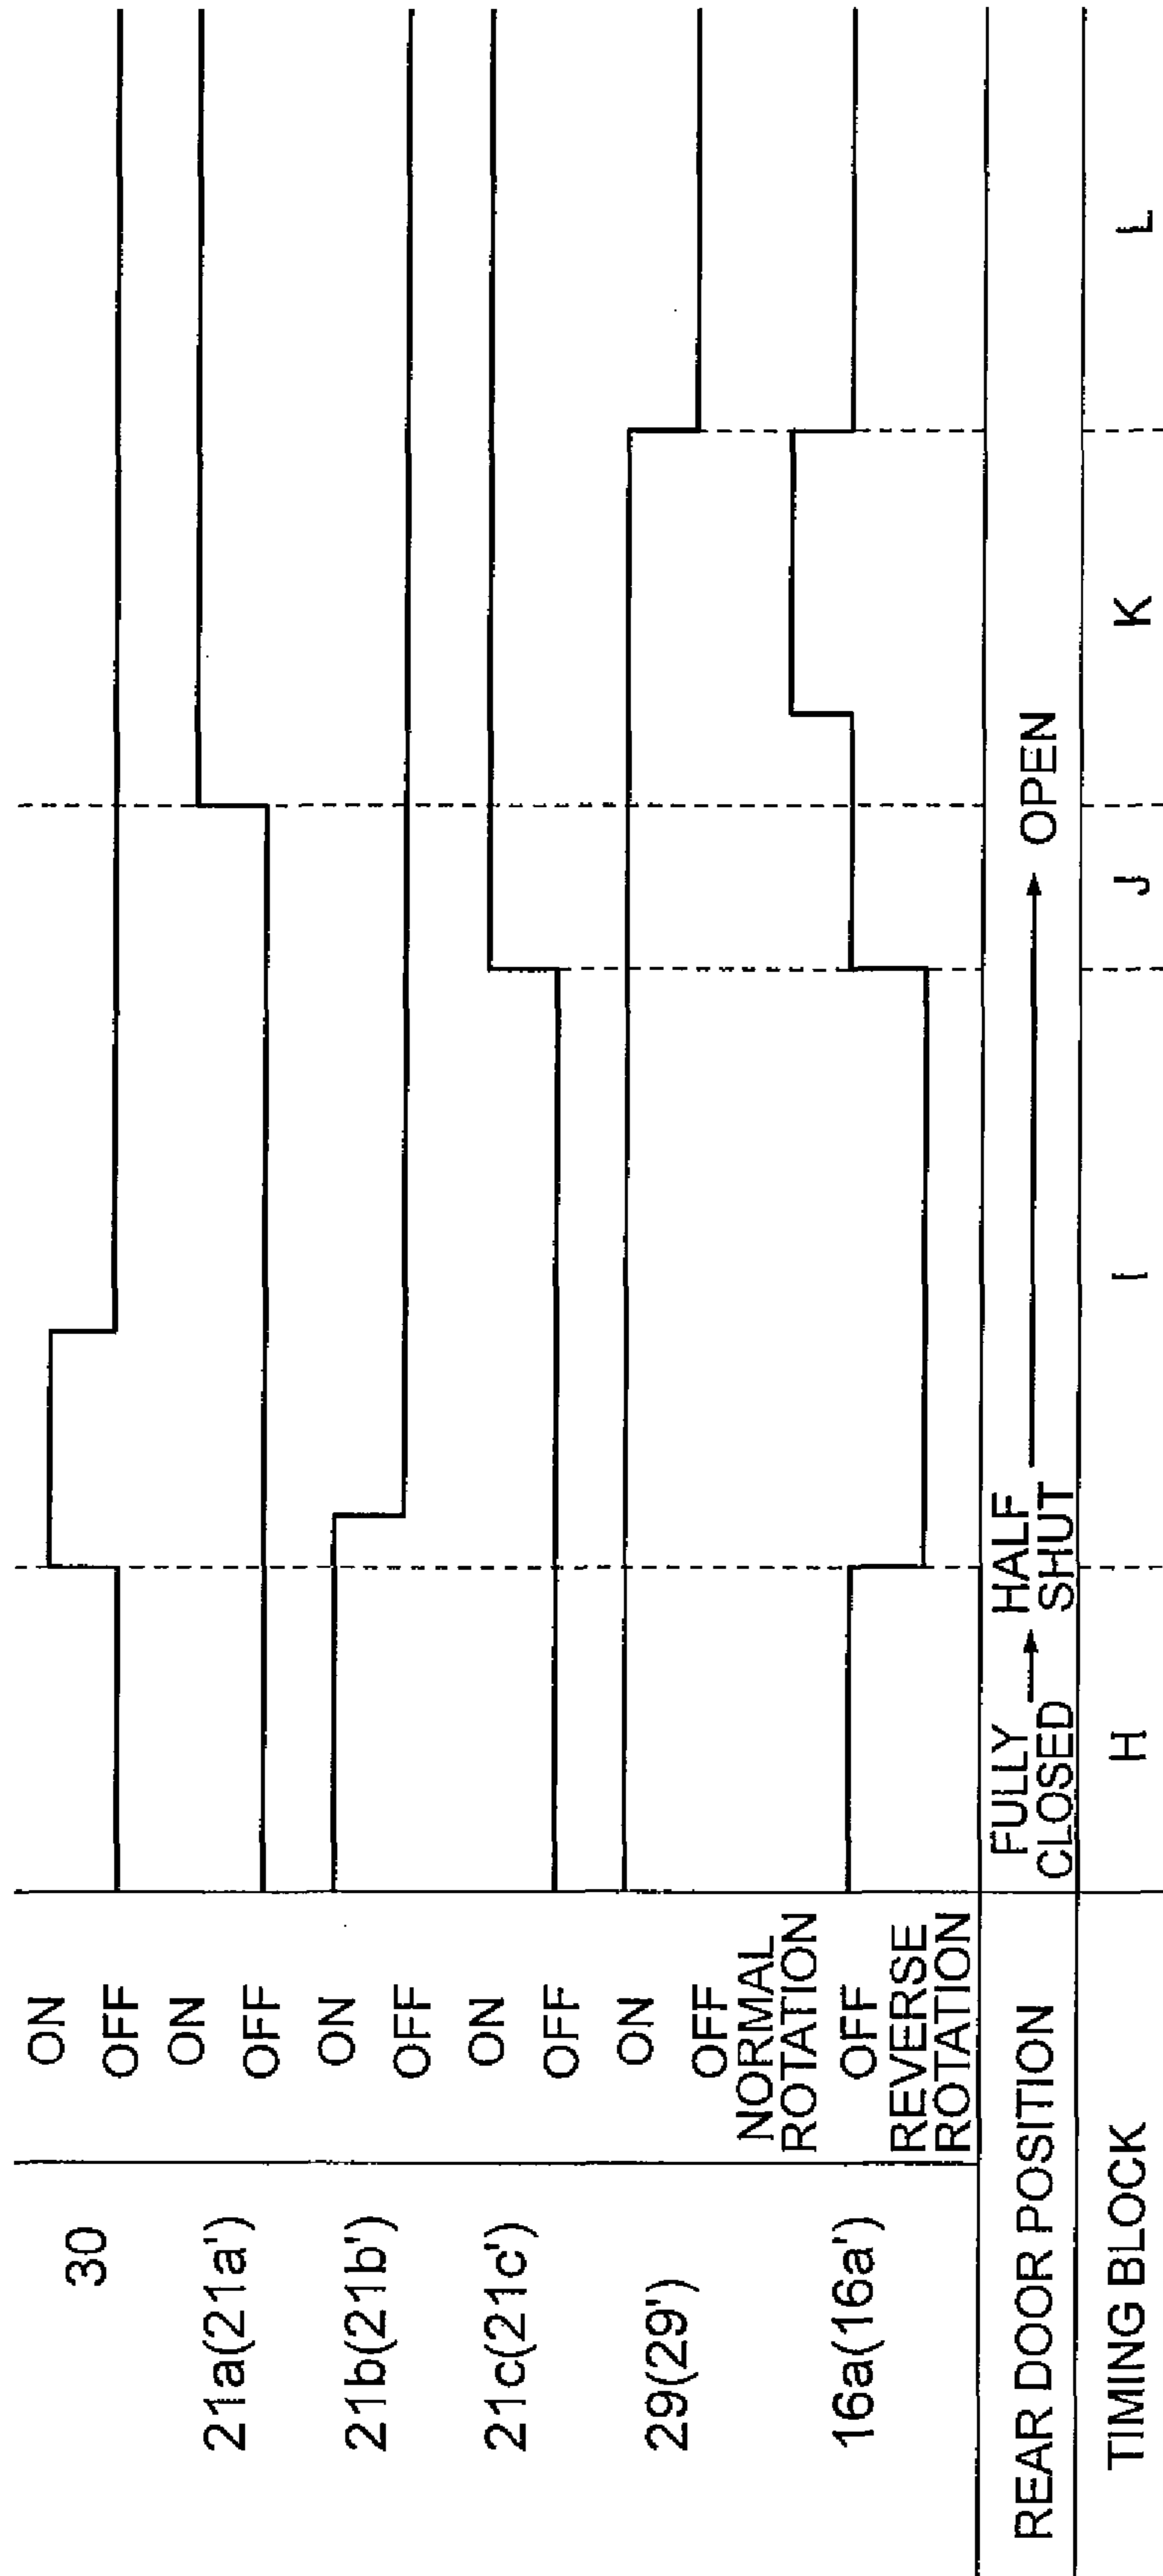 30
ON
OFF
21a(21a')
ON
OFF
21b(21b')
ON
OFF
21c(21c')
ON
OFF
29(29')
ON
OFF
16a(16a')
NORMAL
ROTATION
OFF
REVERSE
ROTATION
REAR DOOR POSITION
FULLY
CLOSED
HALF
SHUT
OPEN
TIMING BLOCK
H
I
J
K
L